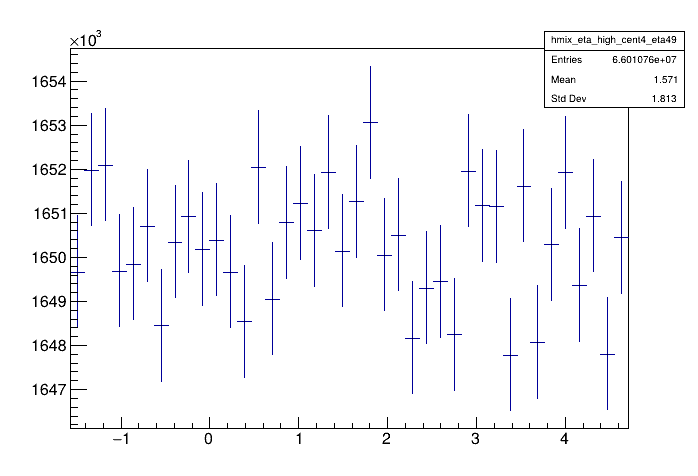 ×10³
hmix_eta_high_cent4_eta49
Entries 6.601076e+07
Mean 1.571
Std Dev 1.813
1654
1653
1652
1651
1650
1649
1648
1647
−1 0 1 2 3 4